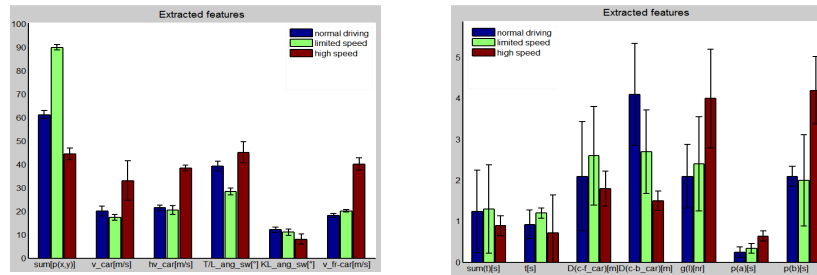 Extracted features
normal driving
limited speed
high speed
100
90
80
70
60
50
40
30
20
10
0
sum[p(x,y)] v_car[m/s] hv_car[m/s] T/L_ang_sw[°] KL_ang_sw[°] v_fr-car[m/s]
Extracted features
normal driving
limited speed
high speed
5
4
3
2
1
0
sum(t)[s] t[s] D(c-f_car)[m] D(c-b_car)[m] g(l)[nr] p(a)[s] p(b)[s]